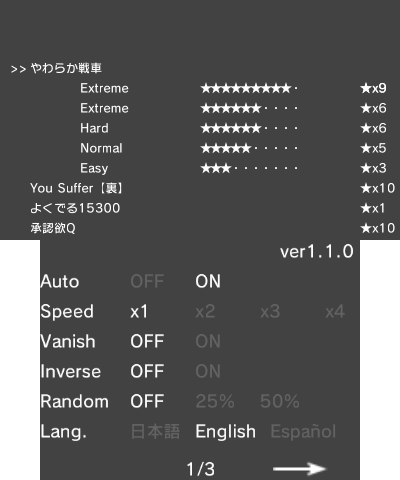 >> やわらか戦車
Extreme ★★★★★★★★★・ ★x9
Extreme ★★★★★★・・・・ ★x6
Hard ★★★★★★・・・・ ★x6
Normal ★★★★★・・・・・ ★x5
Easy ★★★・・・・・・・ ★x3
You Suffer【裏】 ★x10
よくでる15300 ★x1
承認欲Q ★x10
ver1.1.0
Auto OFF ON
Speed x1 x2 x3 x4
Vanish OFF ON
Inverse OFF ON
Random OFF 25% 50%
Lang. 日本語 English Español
1/3